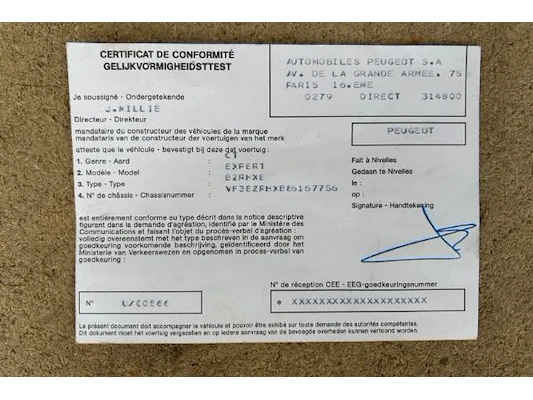 CERTIFICAT DE CONFORMITÉ
GELIJKVORMIGHEIDSTTEST
AUTOMOBILES PEUGEOT S.A
AV. DE LA GRANDE ARMEE. 75
PARIS 16.EME
0279 DIRECT: 314800
Je soussigné - Ondergetekende
J.WILLIE
Directeur - Direkteur
mandataire du constructeur des véhicules de la marque
mandataris van de constructeur der voertuigen van het merk
PEUGEOT
atteste que le véhicule - bevestigt bij deze dat voertuig :
1. Genre - Aard : CT
2. Modèle - Model : EXPERT
3. Type - Type : BZRHXE
4. N° de châssis - Chassisnummer : VF3BZRHXB86167756
Fait à Nivelles
Gedaan te Nivelles
le :
op :
Signature - Handtekening
est entièrement conforme au type décrit dans la notice descriptive
figurant dans la demande d'agréation, identifié par le Ministère des
Communications et faisant l'objet du procès-verbal d'agréation :
volledig overeenstemt met het type beschreven in de aanvraag om
goedkeuring voorkomende beschrijving, geïdentificeerd door het
Ministerie van Verkeerswezen en opgenomen in proces-verbal van
goedkeuring :
N°
N° de réception CEE - EEG-goedkeuringsnummer
e XXXXXXXXXXXXXXXXXXXX
Le présent document doit accompagner le véhicule et pouvoir être exhibé sur toute demande des autorités compétentes.
Dit dokument moet het voertuig vergezellen en op iedere aanvraag van de bevoegde overheden kunnen vertoond worden.